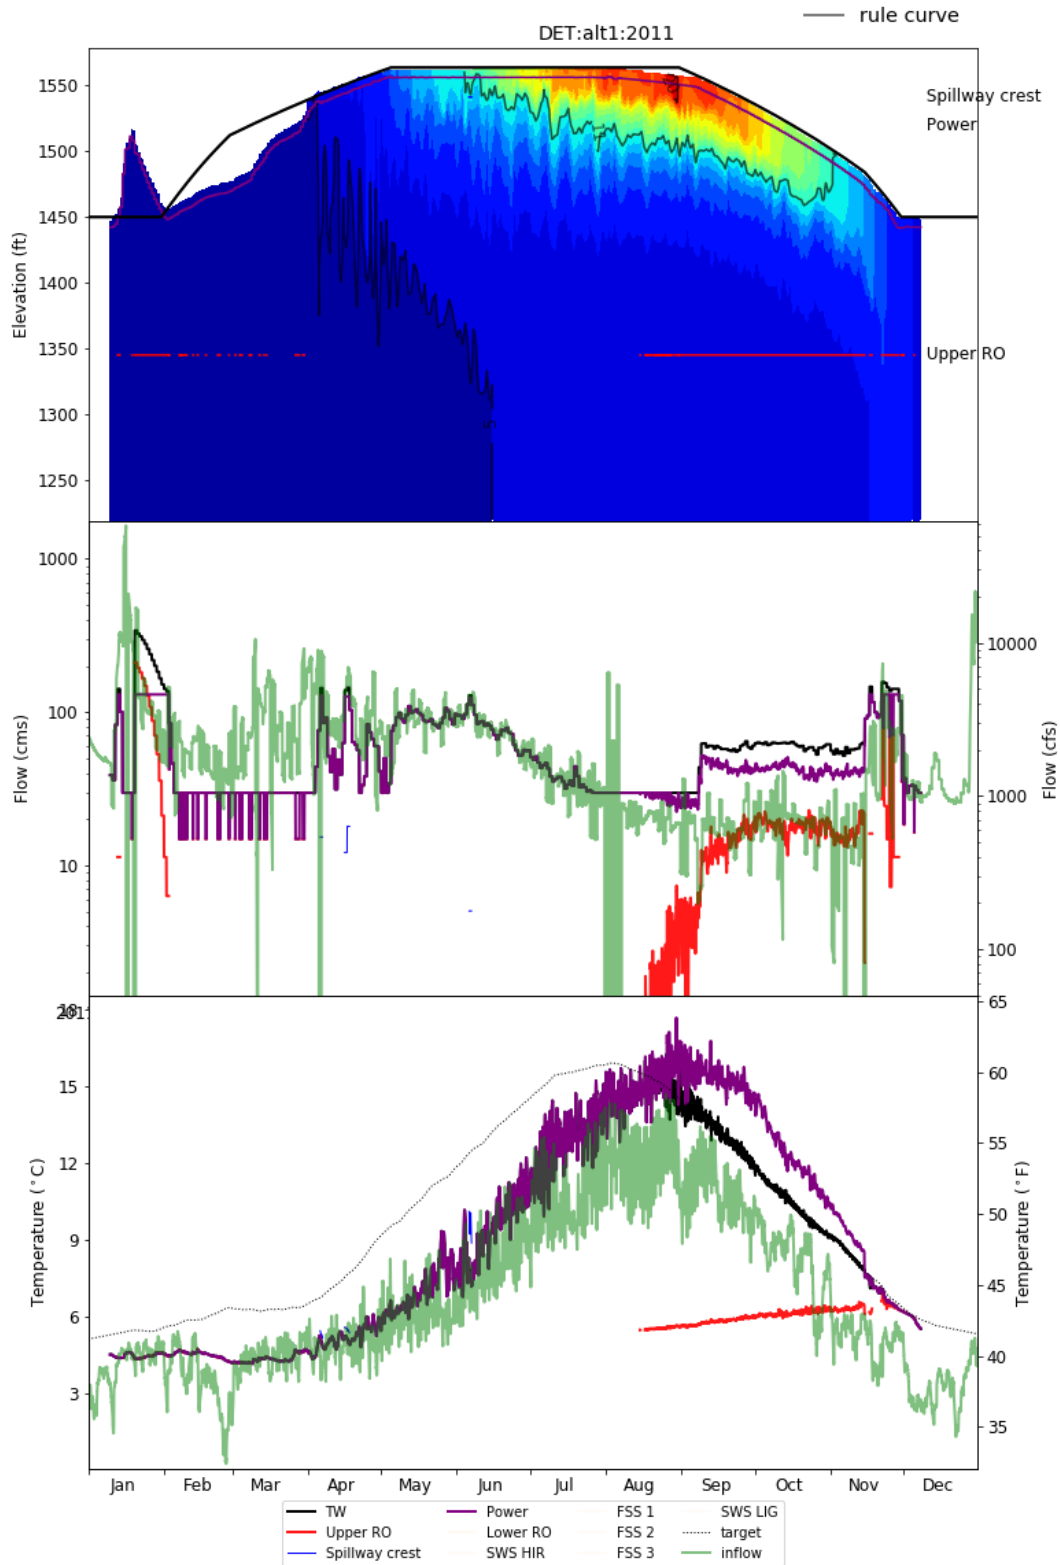 rule curve
DET:alt1:2011
1550
1500
1450
1400
1350
1300
1250
Elevation (ft)
Spillway crest
Power
Upper RO
1000
100
10
Flow (cms)
10000
1000
100
Flow (cfs)
18
15
12
9
6
3
Temperature (°C)
65
60
55
50
45
40
35
Temperature (°F)
Jan Feb Mar Apr May Jun Jul Aug Sep Oct Nov Dec
TW Power FSS 1 SWS LIG
Upper RO Lower RO FSS 2 target
Spillway crest SWS HIR FSS 3 inflow